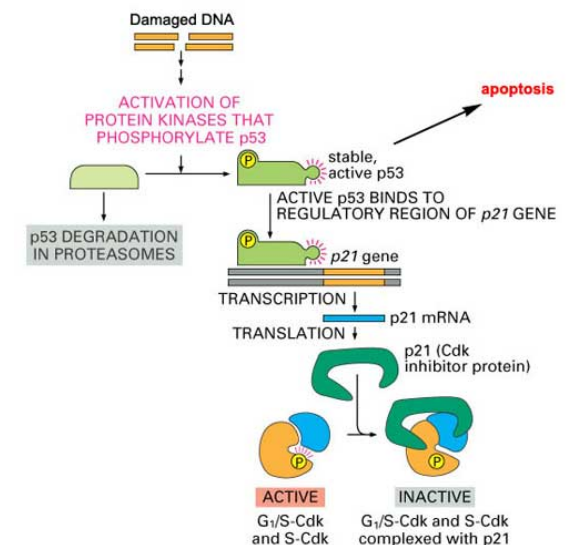 Damaged DNA
apoptosis
ACTIVATION OF
PROTEIN KINASES THAT
PHOSPHORYLATE p53
P
stable,
active p53
ACTIVE p53 BINDS TO
REGULATORY REGION OF p21 GENE
p53 DEGRADATION
IN PROTEASOMES
P
p21 gene
TRANSCRIPTION
p21 mRNA
TRANSLATION
p21 (Cdk
inhibitor protein)
P
P
ACTIVE
INACTIVE
G₁/S-Cdk
and S-Cdk
G₁/S-Cdk and S-Cdk
complexed with p21